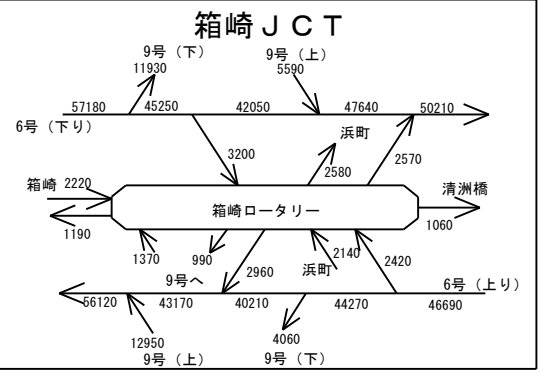 箱崎ＪＣＴ
9号（下）
11930
9号（上）
5590
57180
45250
42050
47640
50210
6号（下り）
浜町
3200
2580
2570
箱崎
2220
清洲橋
箱崎ロータリー
1190
1060
1370
990
2960
2140
2420
浜町
9号へ
6号（上り）
56120
43170
40210
44270
46690
12950
4060
9号（上）
9号（下）